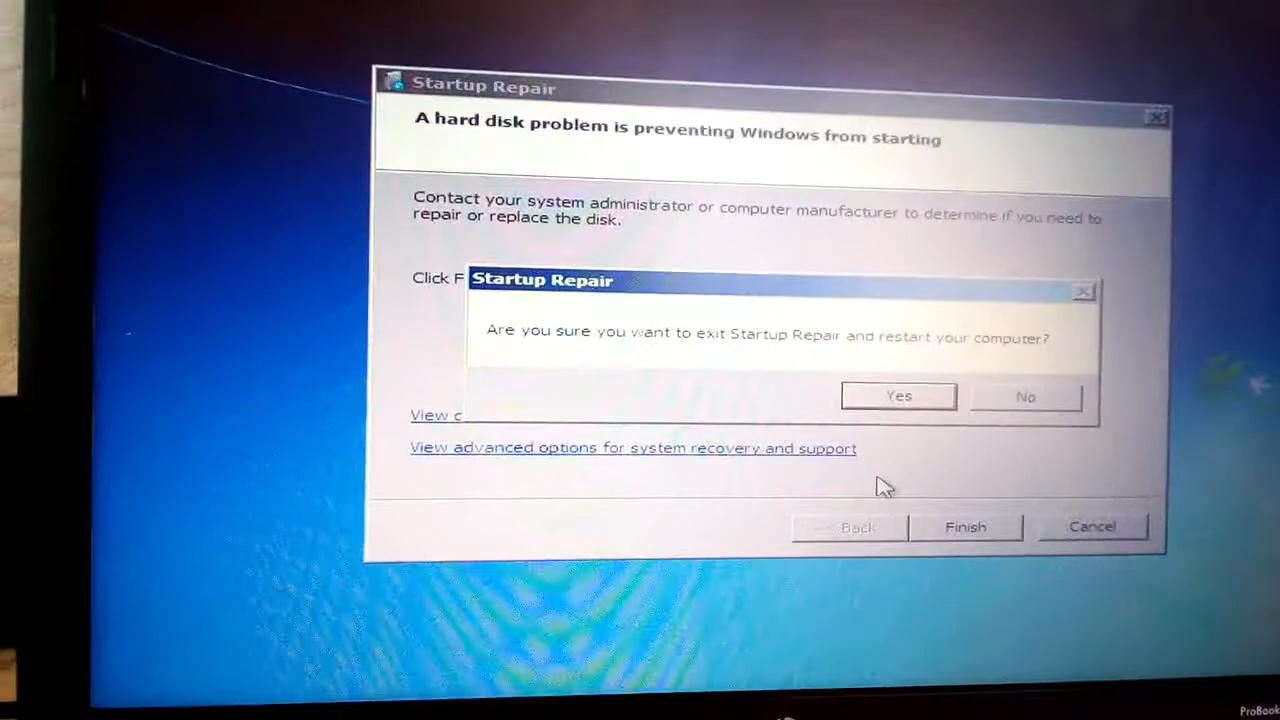 Startup Repair
A hard disk problem is preventing Windows from starting
Contact your system administrator or computer manufacturer to determine if you need to
repair or replace the disk.
Click F
Startup Repair
Are you sure you want to exit Startup Repair and restart your computer?
Yes
No
View
View advanced options for system recovery and support
Back
Finish
Cancel
ProBook